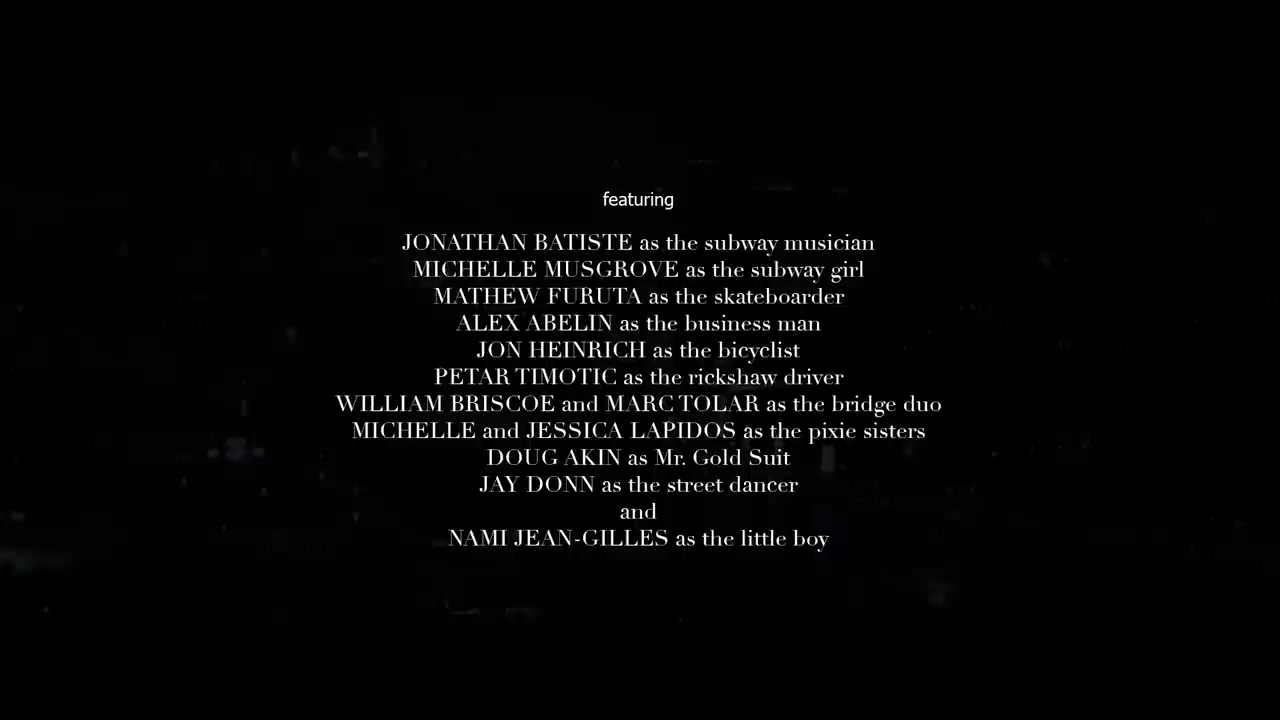 featuring
JONATHAN BATISTE as the subway musician
MICHELLE MUSGROVE as the subway girl
MATHEW FURUTA as the skateboarder
ALEX ABELIN as the business man
JON HEINRICH as the bicyclist
PETAR TIMOTIC as the rickshaw driver
WILLIAM BRISCOE and MARC TOLAR as the bridge duo
MICHELLE and JESSICA LAPIDOS as the pixie sisters
DOUG AKIN as Mr. Gold Suit
JAY DONN as the street dancer
and
NAMI JEAN-GILLES as the little boy